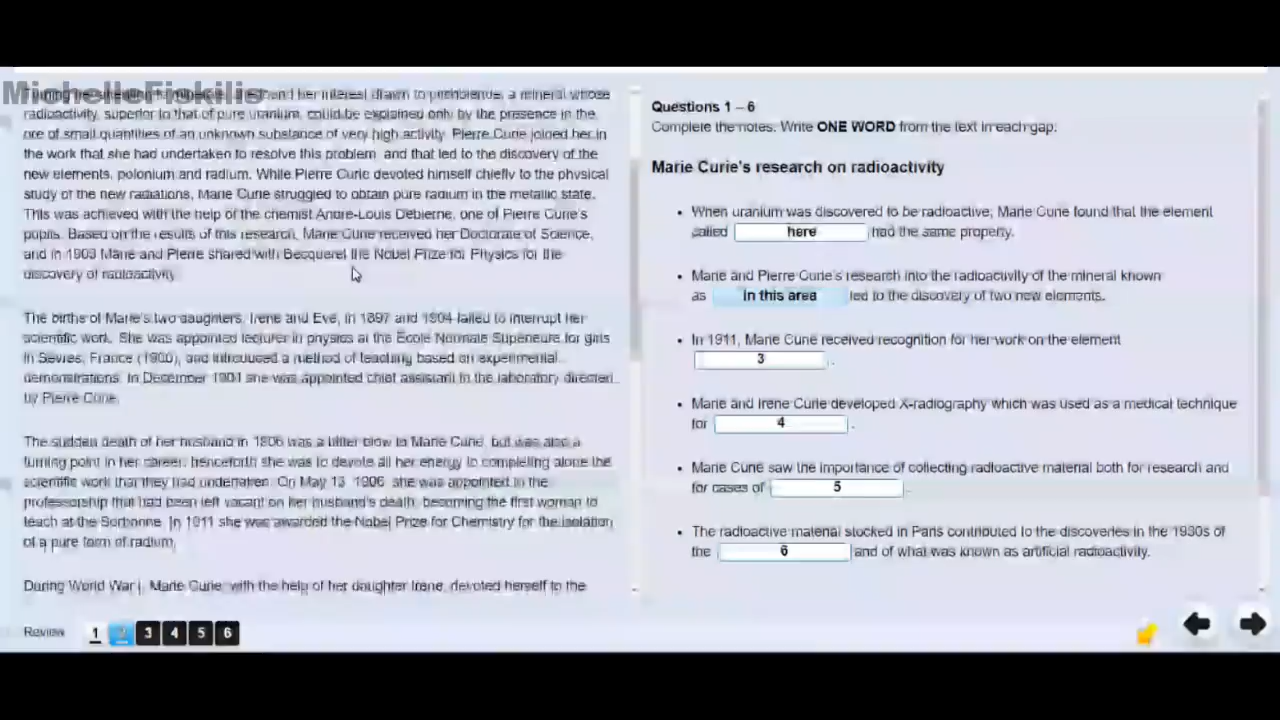 MichelleFiskilis
Turning her attention to minerals, she found her interest drawn to pitchblende, a mineral whose
radioactivity, superior to that of pure uranium, could be explained only by the presence in the
ore of small quantities of an unknown substance of very high activity. Pierre Curie joined her in
the work that she had undertaken to resolve this problem, and that led to the discovery of the
new elements, polonium and radium. While Pierre Curie devoted himself chiefly to the physical
study of the new radiations, Marie Curie struggled to obtain pure radium in the metallic state.
This was achieved with the help of the chemist André-Louis Debierne, one of Pierre Curie's
pupils. Based on the results of this research, Marie Curie received her Doctorate of Science,
and in 1903 Marie and Pierre shared with Becquerel the Nobel Prize for Physics for the
discovery of radioactivity.
The births of Marie's two daughters, Irène and Eve, in 1897 and 1904 failed to interrupt her
scientific work. She was appointed lecturer in physics at the École Normale Supérieure for girls
in Sèvres, France (1900), and introduced a method of teaching based on experimental
demonstrations. In December 1904 she was appointed chief assistant in the laboratory directed
by Pierre Curie.
The sudden death of her husband in 1906 was a bitter blow to Marie Curie, but was also a
turning point in her career: henceforth she was to devote all her energy to completing alone the
scientific work that they had undertaken. On May 13, 1906, she was appointed to the
professorship that had been left vacant on her husband's death, becoming the first woman to
teach at the Sorbonne. In 1911 she was awarded the Nobel Prize for Chemistry for the isolation
of a pure form of radium.
During World War I, Marie Curie, with the help of her daughter Irène, devoted herself to the
Questions 1 – 6
Complete the notes. Write ONE WORD from the text in each gap.
Marie Curie's research on radioactivity
• When uranium was discovered to be radioactive, Marie Curie found that the element
called here had the same property.
• Marie and Pierre Curie's research into the radioactivity of the mineral known
as in this area led to the discovery of two new elements.
• In 1911, Marie Curie received recognition for her work on the element
3 .
• Marie and Irène Curie developed X-radiography which was used as a medical technique
for 4 .
• Marie Curie saw the importance of collecting radioactive material both for research and
for cases of 5 .
• The radioactive material stocked in Paris contributed to the discoveries in the 1930s of
the 6 and of what was known as artificial radioactivity.
Review 1 2 3 4 5 6